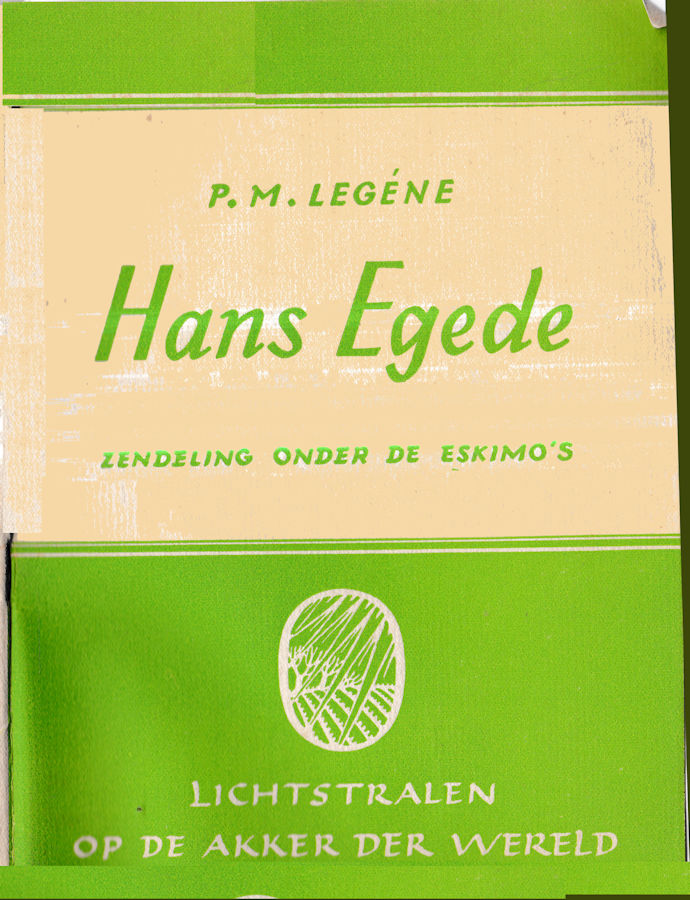 P. M. LEGÉNE
Hans Egede
ZENDELING ONDER DE ESKIMO'S
LICHTSTRALEN
OP DE AKKER DER WERELD